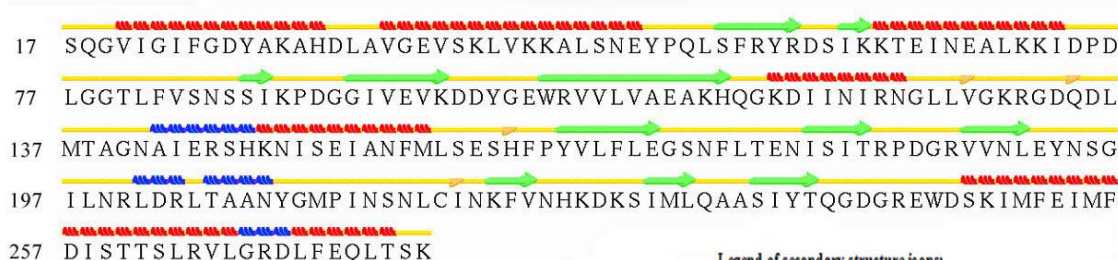 17 SQGVIGIFGDYAKAHDLAVGEVSKLVKKALSNEYPQLSFRYRDSIKKTEINEALKKIDPD
77 LGGTLFVSNSSIKPDGGIVEVKDDYGEWRVVLVAEAKHQGKDIINIRNGLLVGKRGDQDL
137 MTAGNAIERSHKNISEIANFMLSESHFPYVLFLEGSNFLTENISITRPDGRVVNLEYNSG
197 ILNRLDRLTAANYGMPINSNLCINKFVNHKDKSIMLQAASIYTQGDGREWDSKIMFEIMF
257 DISTTSLRVLGRDLFEQLTSK
Legend of secondary structure icons: